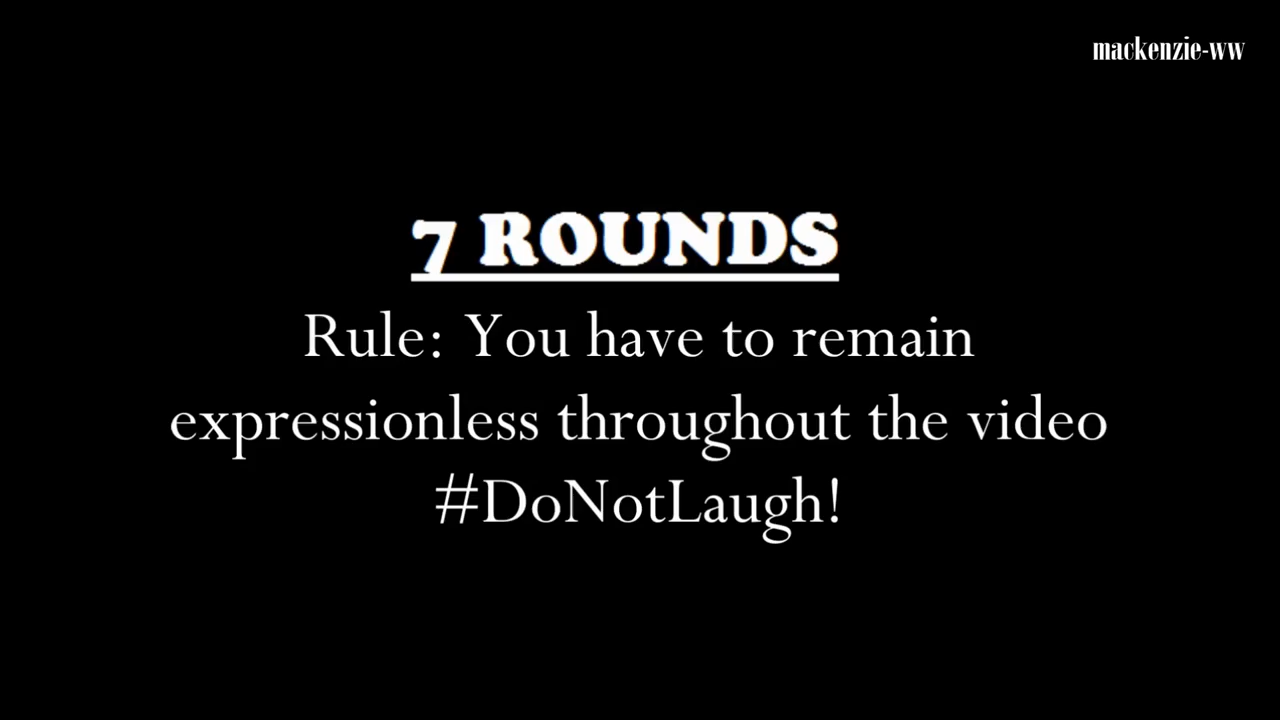 mackenzie-ww
7 ROUNDS
Rule: You have to remain
expressionless throughout the video
#DoNotLaugh!